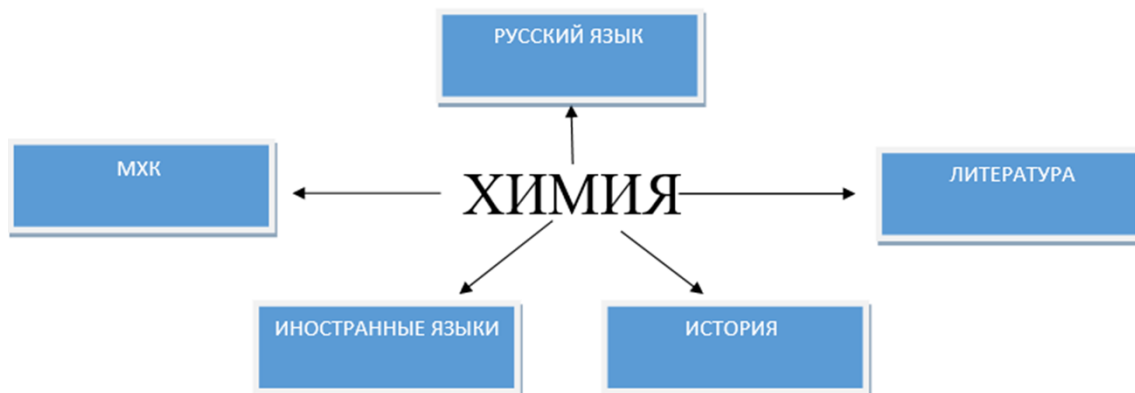 РУССКИЙ ЯЗЫК
МХК
ХИМИЯ
ЛИТЕРАТУРА
ИНОСТРАННЫЕ ЯЗЫКИ
ИСТОРИЯ